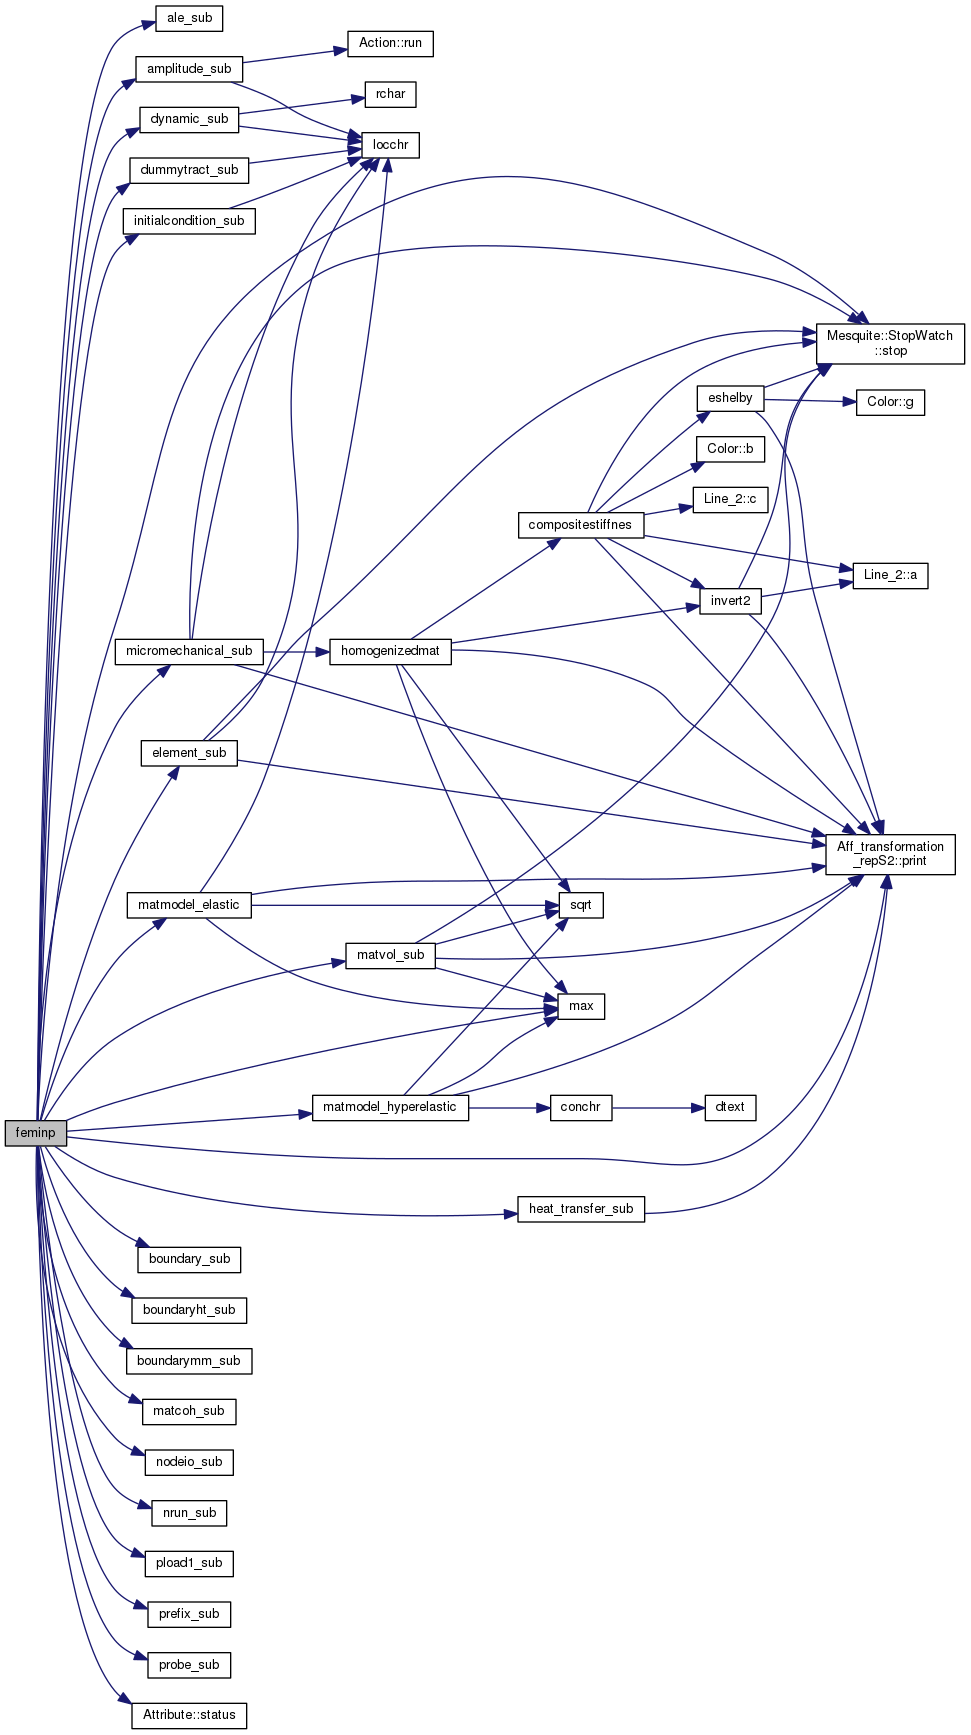 ale_sub
Action::run
amplitude_sub
rchar
dynamic_sub
locchr
dummytract_sub
initialcondition_sub
Mesquite::StopWatch
::stop
eshelby
Color::g
Color::b
Line_2::c
compositestiffnes
Line_2::a
invert2
micromechanical_sub
homogenizedmat
element_sub
Aff_transformation
_repS2::print
matmodel_elastic
sqrt
matvol_sub
max
matmodel_hyperelastic
conchr
dtext
feminp
heat_transfer_sub
boundary_sub
boundaryht_sub
boundarymm_sub
matcoh_sub
nodeio_sub
nrun_sub
pload1_sub
prefix_sub
probe_sub
Attribute::status